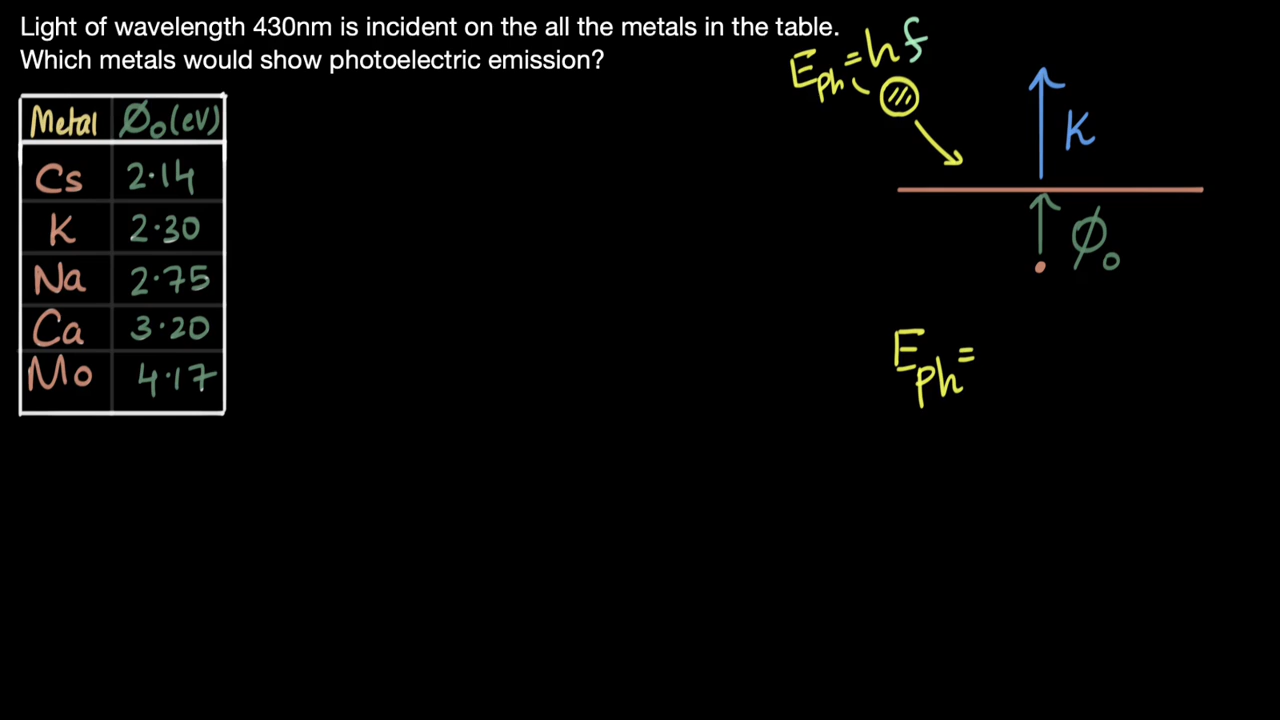 Light of wavelength 430nm is incident on the all the metals in the table.
Which metals would show photoelectric emission?
Eph = hf
Metal ϕ₀(eV)
Cs 2.14
K 2.30
Na 2.75
Ca 3.20
Mo 4.17
K
ϕ₀
Eph =